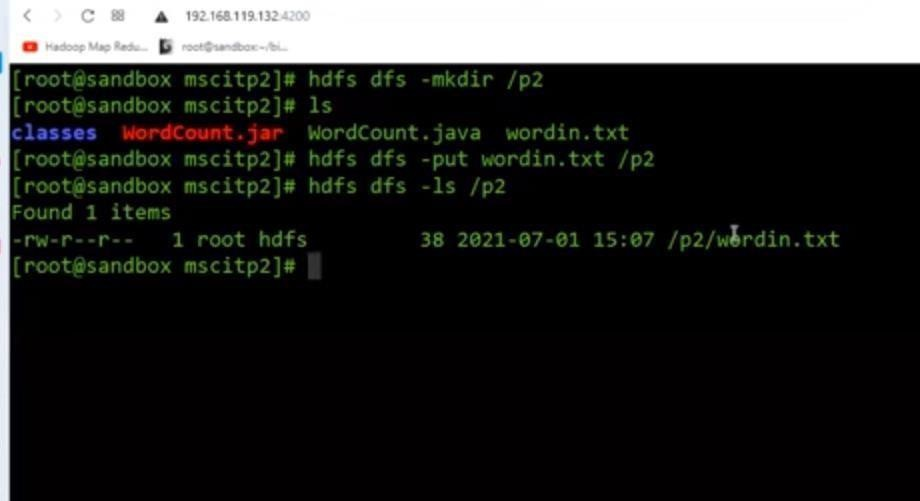 192.168.119.132:4200
Hadoop Map Redu... root@sandbox:~/bi...
[root@sandbox mscitp2]# hdfs dfs -mkdir /p2
[root@sandbox mscitp2]# ls
classes WordCount.jar WordCount.java wordin.txt
[root@sandbox mscitp2]# hdfs dfs -put wordin.txt /p2
[root@sandbox mscitp2]# hdfs dfs -ls /p2
Found 1 items
-rw-r--r-- 1 root hdfs 38 2021-07-01 15:07 /p2/wordin.txt
[root@sandbox mscitp2]#